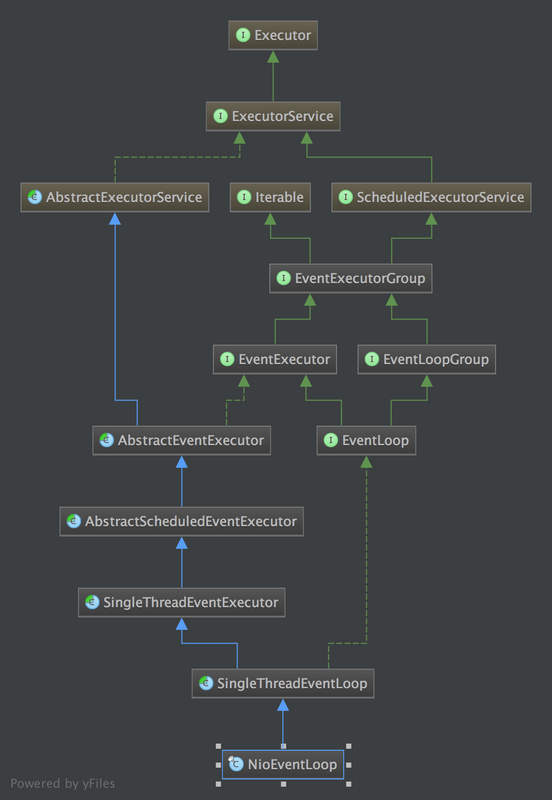 I Executor
I ExecutorService
C AbstractExecutorService
I Iterable
I ScheduledExecutorService
I EventExecutorGroup
I EventExecutor
I EventLoopGroup
C AbstractEventExecutor
I EventLoop
C AbstractScheduledEventExecutor
C SingleThreadEventExecutor
C SingleThreadEventLoop
C NioEventLoop
Powered by yFiles